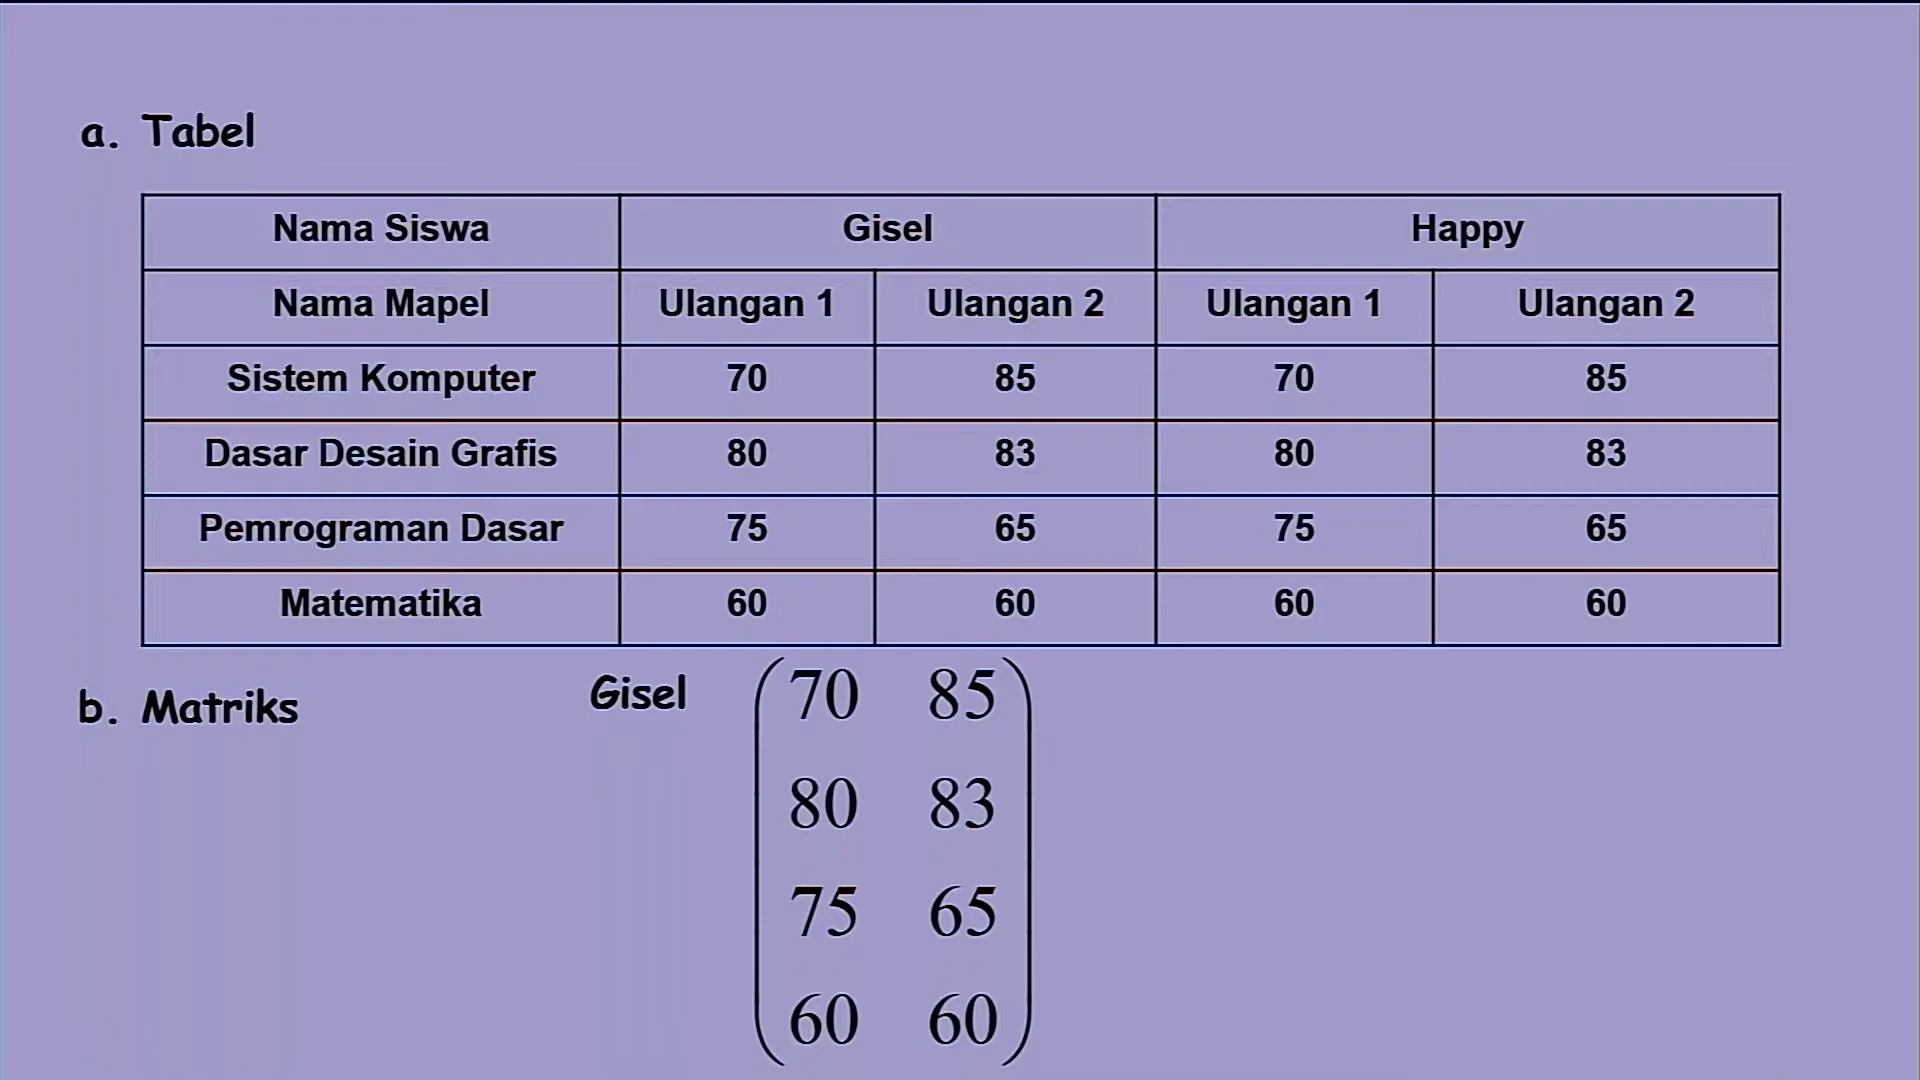 a. Tabel
Nama Siswa Gisel Happy
Nama Mapel Ulangan 1 Ulangan 2 Ulangan 1 Ulangan 2
Sistem Komputer 70 85 70 85
Dasar Desain Grafis 80 83 80 83
Pemrograman Dasar 75 65 75 65
Matematika 60 60 60 60
b. Matriks Gisel
70 85
80 83
75 65
60 60